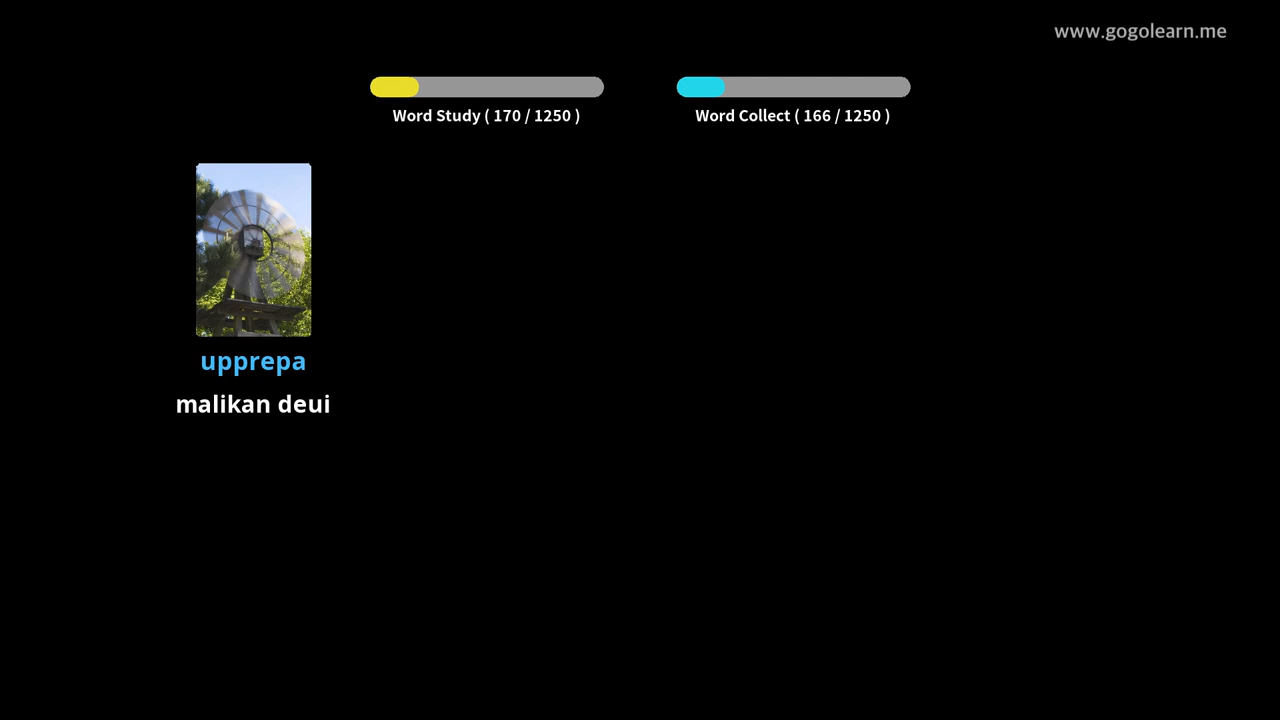 www.gogolearn.me
Word Study ( 170 / 1250 )
Word Collect ( 166 / 1250 )
upprepa
malikan deui